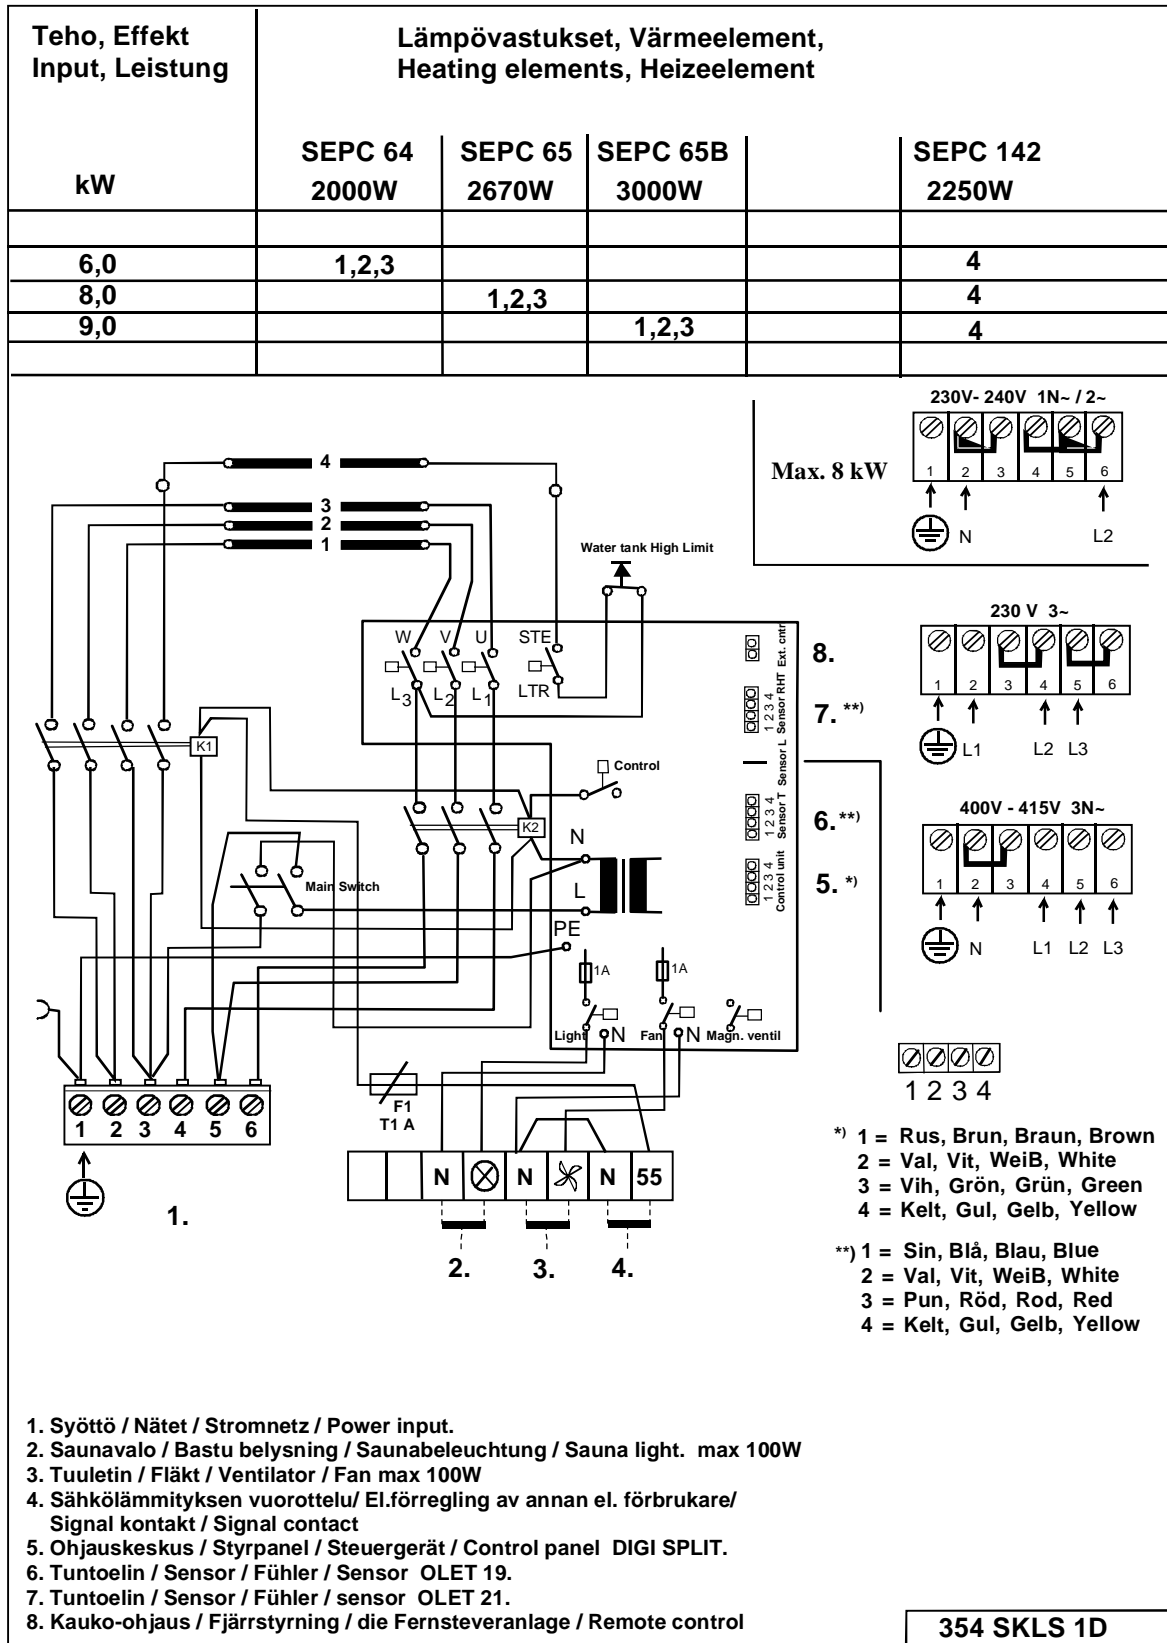 Teho, Effekt
Input, Leistung
Lämpövastukset, Värmeelement,
Heating elements, Heizeelement
kW
SEPC 64
2000W
SEPC 65
2670W
SEPC 65B
3000W
SEPC 142
2250W
6,0 1,2,3 4
8,0 1,2,3 4
9,0 1,2,3 4
230V- 240V 1N~ / 2~
Max. 8 kW
1 2 3 4 5 6
N L2
4
3
2
1
Water tank High Limit
W V U STE
L3 L2 L1 LTR
Ext. cntr
8.
Sensor RHT
1 2 3 4
7. **)
Sensor L
Sensor T
1 2 3 4
6.**)
Control unit
1 2 3 4
5. *)
230 V 3~
1 2 3 4 5 6
L1 L2 L3
400V - 415V 3N~
1 2 3 4 5 6
N L1 L2 L3
K1
Control
K2
N
Main Switch
L
PE
1A 1A
Light N Fan N Magn. ventil
F1
T1 A
1 2 3 4 5 6
1.
N N N 55
2. 3. 4.
1 2 3 4
*) 1 = Rus, Brun, Braun, Brown
2 = Val, Vit, WeiB, White
3 = Vih, Grön, Grün, Green
4 = Kelt, Gul, Gelb, Yellow
**) 1 = Sin, Blå, Blau, Blue
2 = Val, Vit, WeiB, White
3 = Pun, Röd, Rod, Red
4 = Kelt, Gul, Gelb, Yellow
1. Syöttö / Nätet / Stromnetz / Power input.
2. Saunavalo / Bastu belysning / Saunabeleuchtung / Sauna light. max 100W
3. Tuuletin / Fläkt / Ventilator / Fan max 100W
4. Sähkölämmityksen vuorottelu/ El.förregling av annan el. förbrukare/
Signal kontakt / Signal contact
5. Ohjauskeskus / Styrpanel / Steuergerät / Control panel DIGI SPLIT.
6. Tuntoelin / Sensor / Fühler / Sensor OLET 19.
7. Tuntoelin / Sensor / Fühler / sensor OLET 21.
8. Kauko-ohjaus / Fjärrstyrning / die Fernsteveranlage / Remote control
354 SKLS 1D